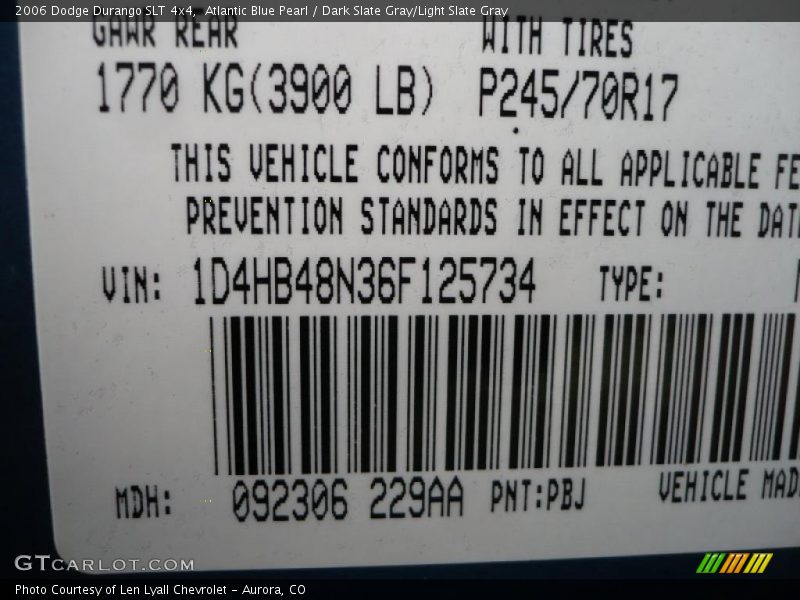 2006 Dodge Durango SLT 4x4, Atlantic Blue Pearl / Dark Slate Gray/Light Slate Gray
GAWR REAR WITH TIRES
1770 KG(3900 LB) P245/70R17
THIS VEHICLE CONFORMS TO ALL APPLICABLE FE
PREVENTION STANDARDS IN EFFECT ON THE DAT
VIN: 1D4HB48N36F125734 TYPE:
MDH: 092306 229AA PNT:PBJ VEHICLE MAD
GTCARLOT.COM
Photo Courtesy of Len Lyall Chevrolet - Aurora, CO